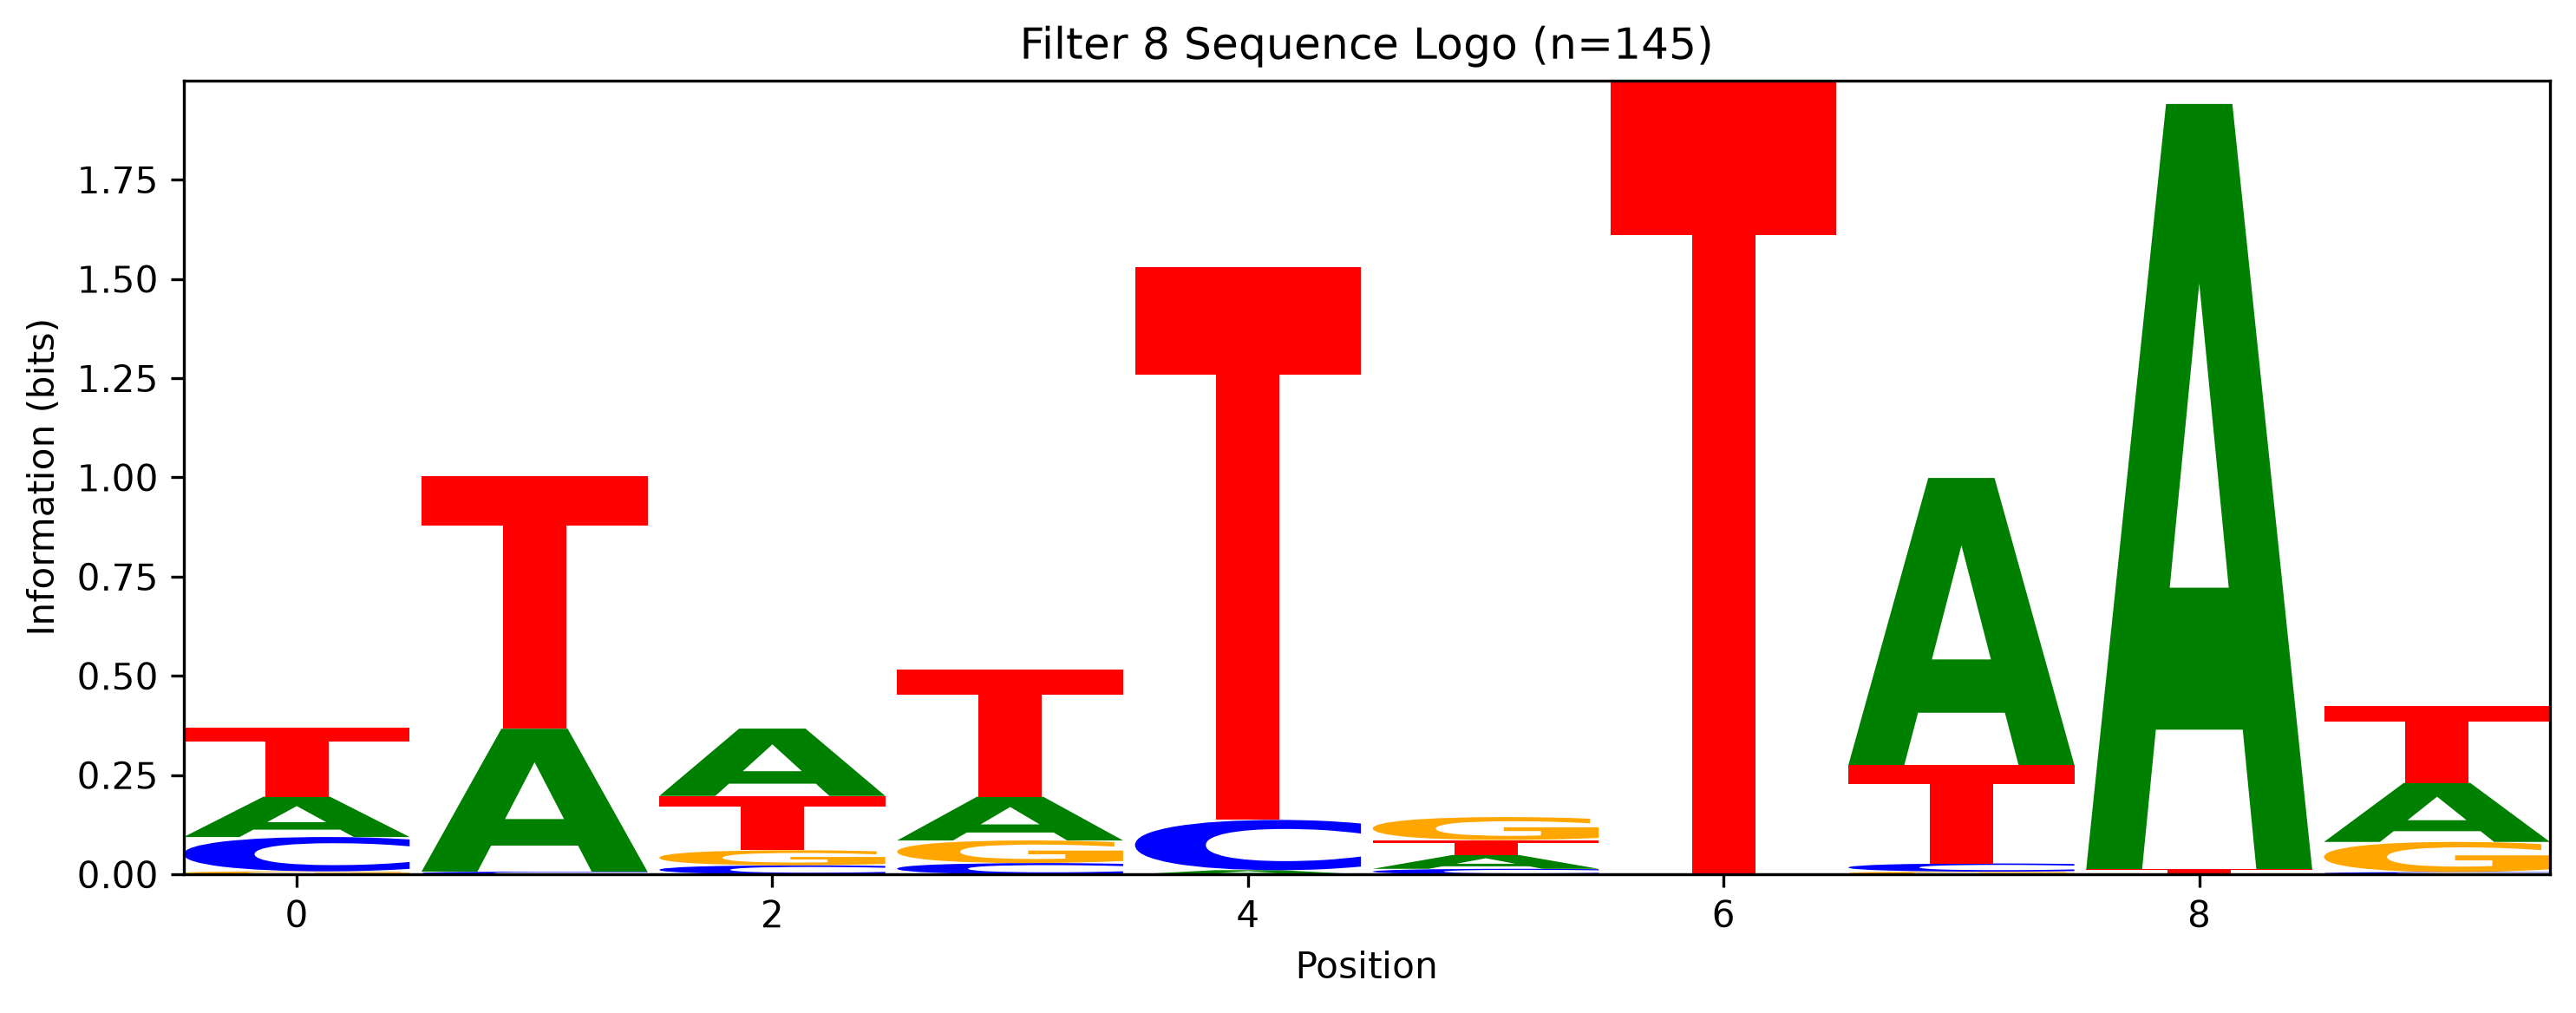 Filter 8 Sequence Logo (n=145)
Information (bits)
1.75
1.50
1.25
1.00
0.75
0.50
0.25
0.00
T A C
T A
A T G C
T A G C
T C
G T A C
T
A T C
A T
T A G
0 2 4 6 8
Position